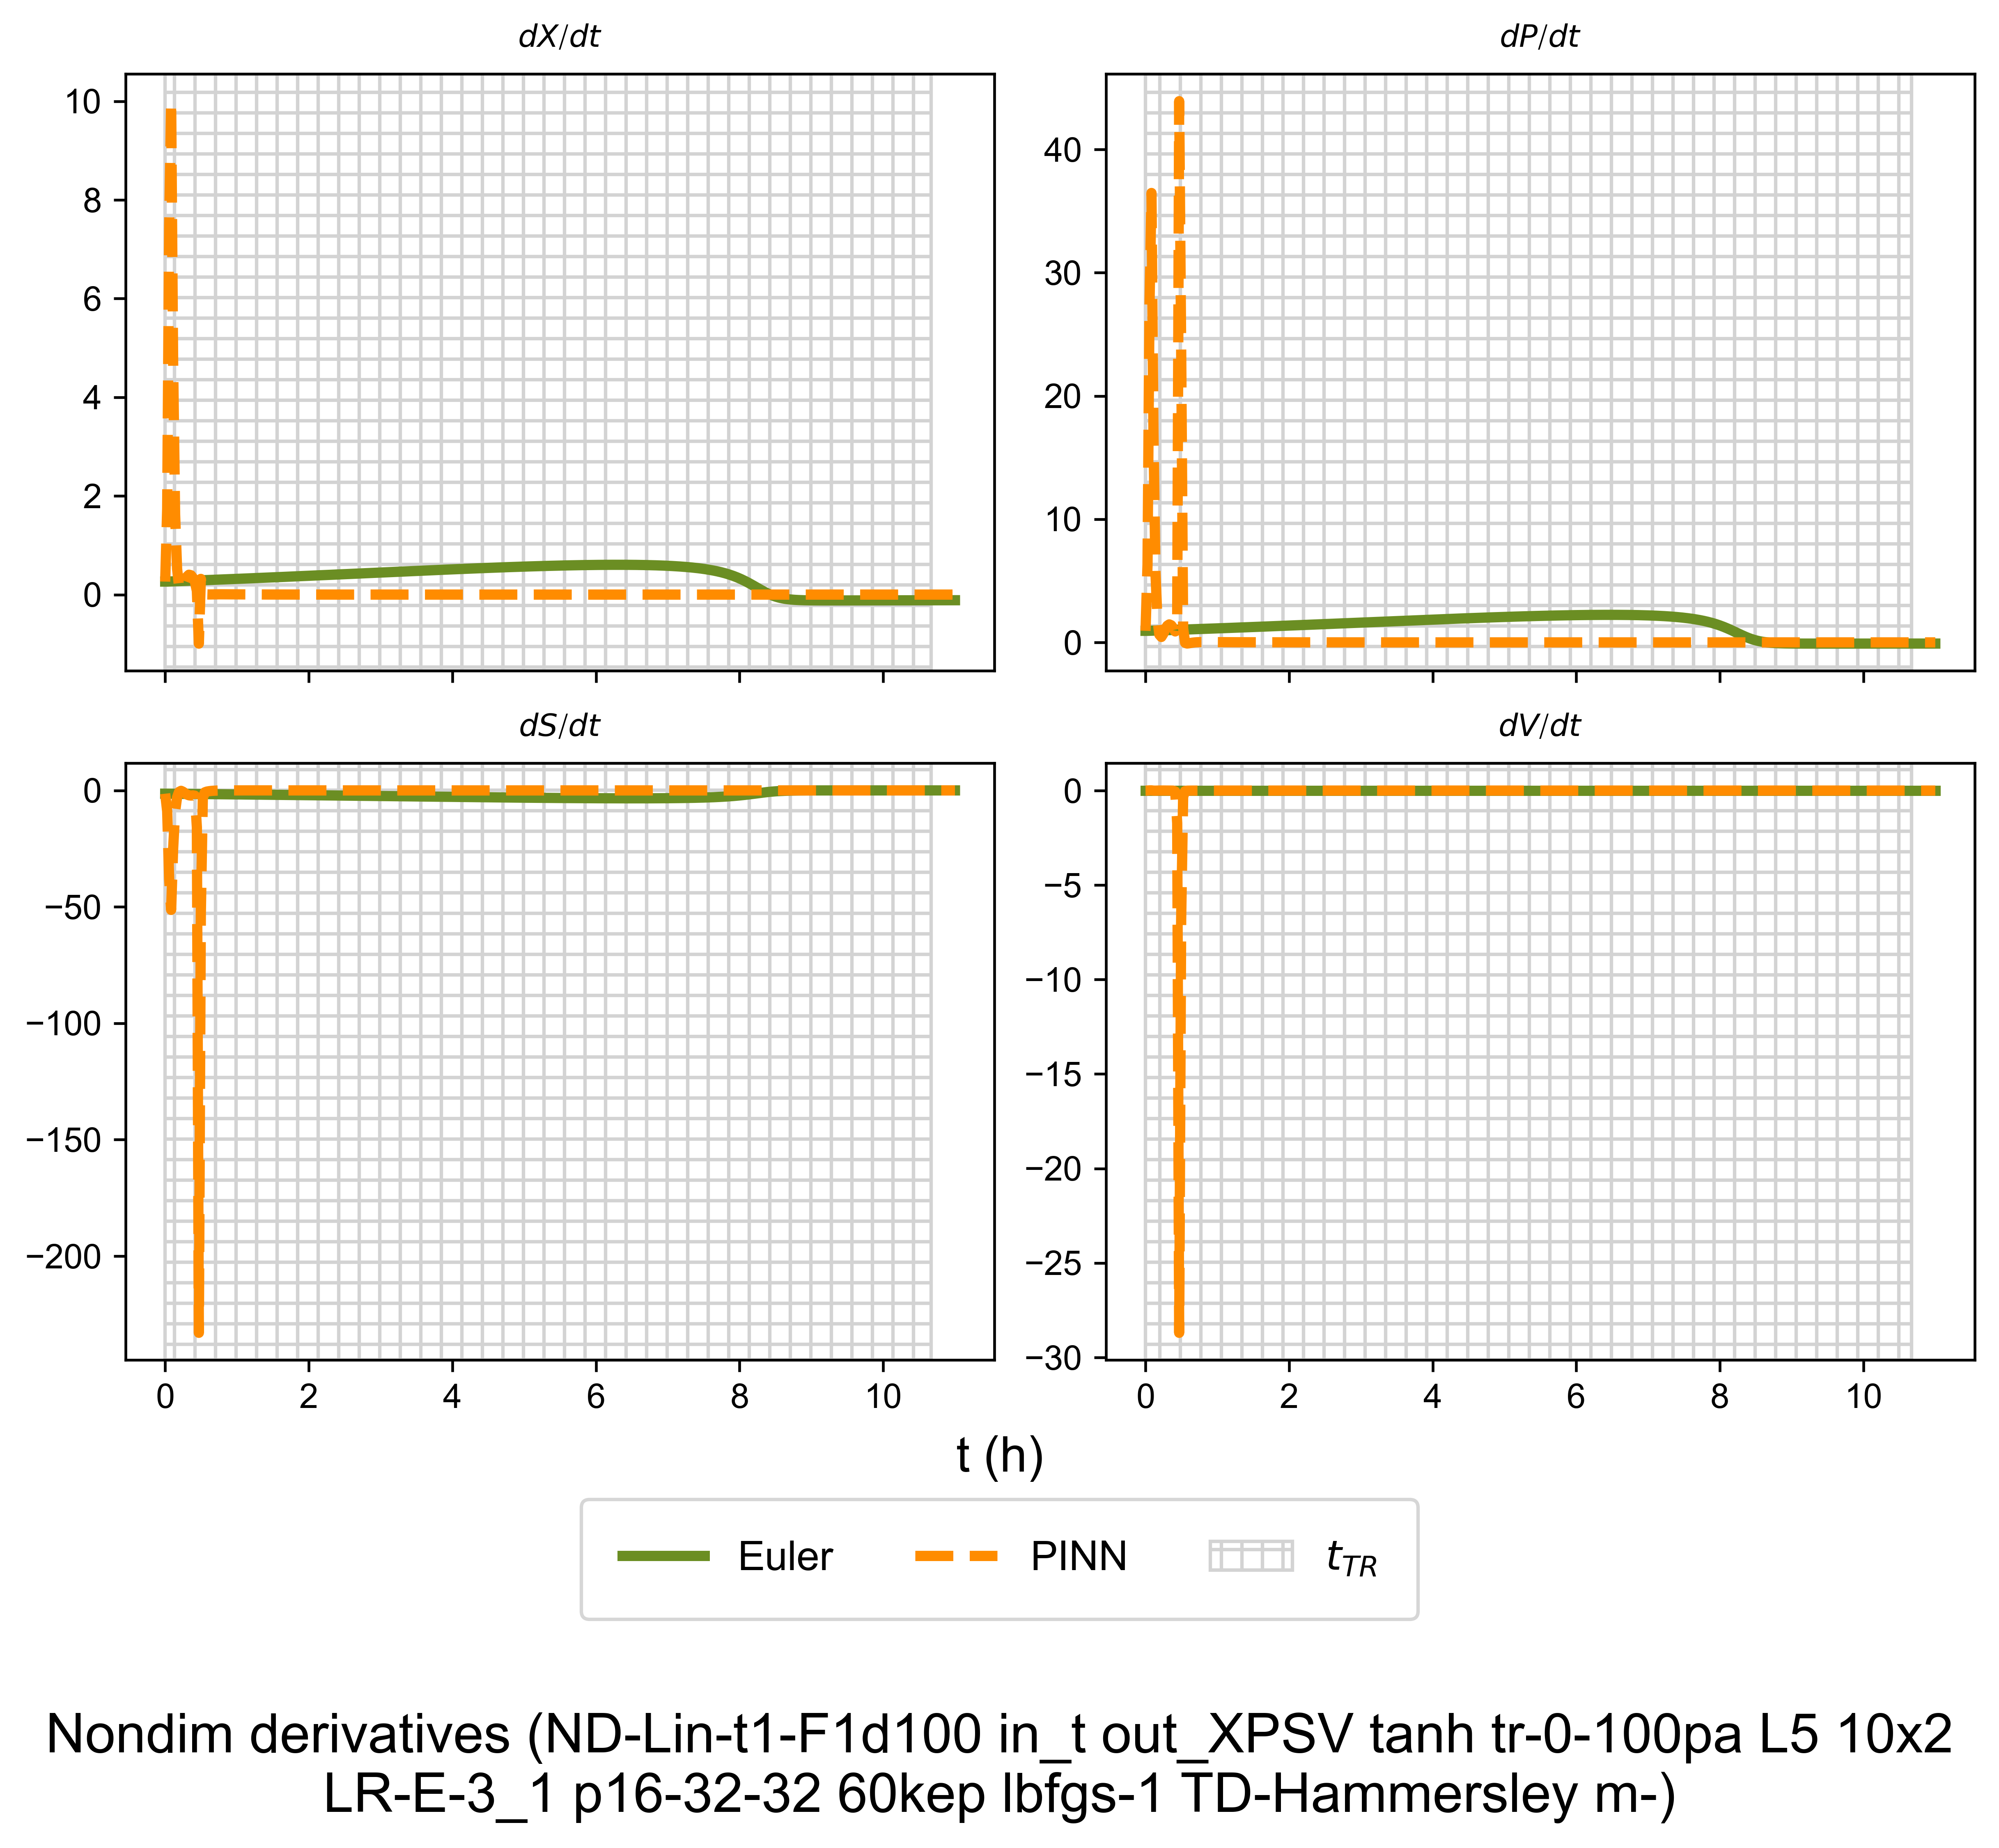 dX/dt
dP/dt
10
8
6
4
2
0
40
30
20
10
0
dS/dt
dV/dt
0
−50
−100
−150
−200
0
−5
−10
−15
−20
−25
−30
0 2 4 6 8 10
0 2 4 6 8 10
t (h)
Euler PINN t_TR
Nondim derivatives (ND-Lin-t1-F1d100 in_t out_XPSV tanh tr-0-100pa L5 10x2
LR-E-3_1 p16-32-32 60kep lbfgs-1 TD-Hammersley m-)